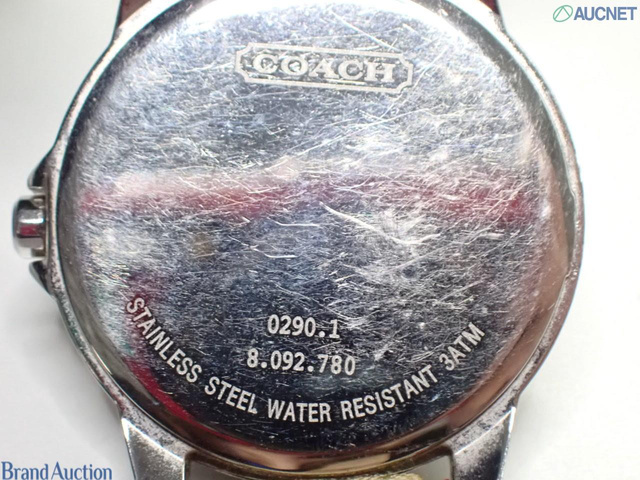 AUCNET
COACH
0290.1
8.092.780
STAINLESS STEEL WATER RESISTANT 3ATM
Brand Auction